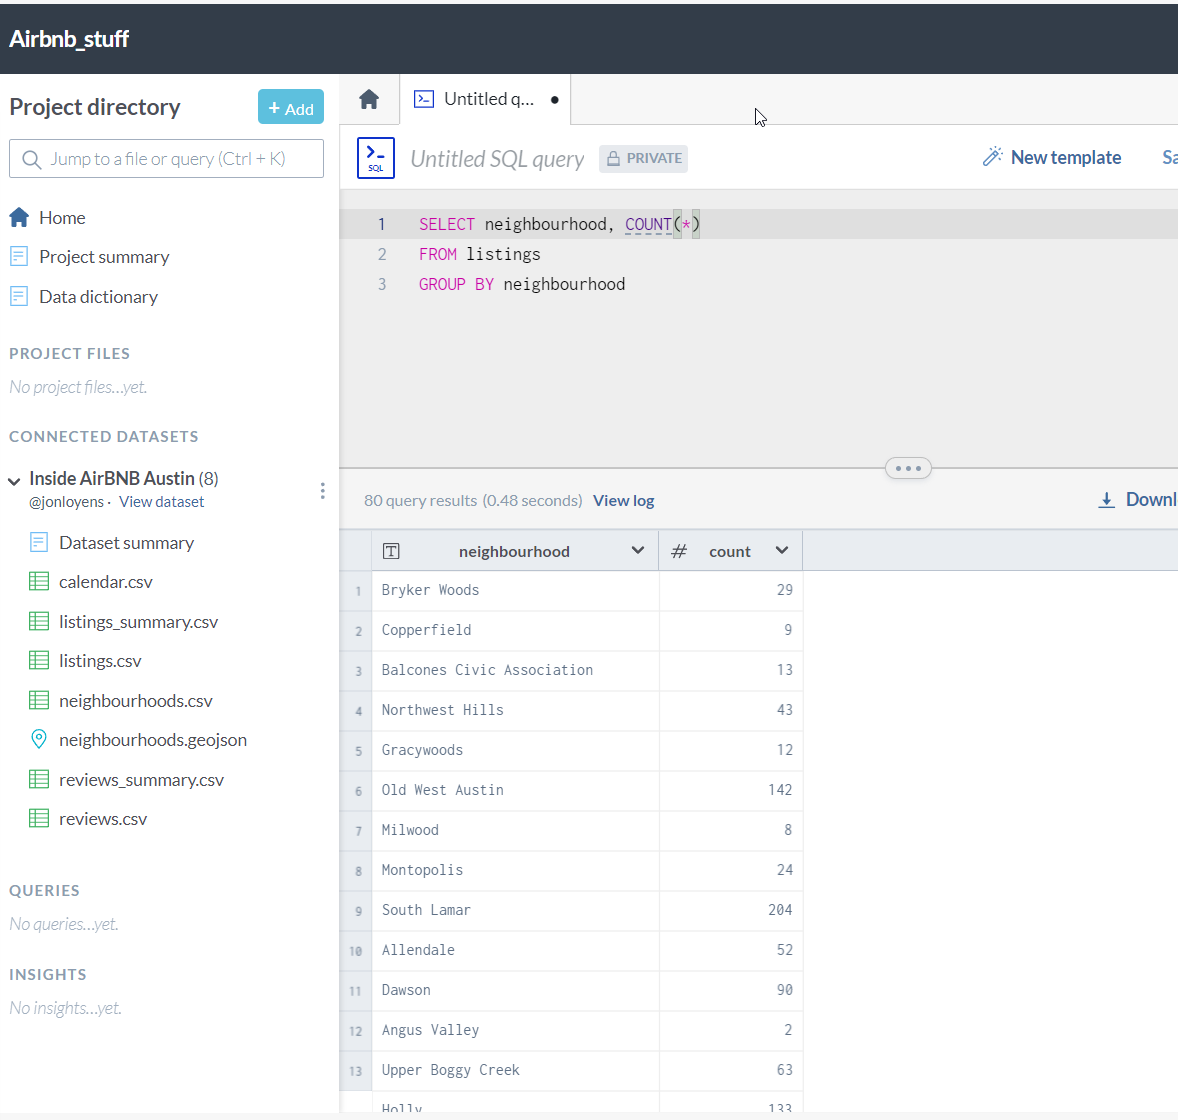 Airbnb_stuff
Project directory
+ Add
Jump to a file or query (Ctrl + K)
Home
Project summary
Data dictionary
PROJECT FILES
No project files...yet.
CONNECTED DATASETS
Inside AirBNB Austin (8)
@jonloyens · View dataset
Dataset summary
calendar.csv
listings_summary.csv
listings.csv
neighbourhoods.csv
neighbourhoods.geojson
reviews_summary.csv
reviews.csv
QUERIES
No queries...yet.
INSIGHTS
No insights...yet.
Untitled q... ●
SQL
Untitled SQL query PRIVATE New template Sa
1 SELECT neighbourhood, COUNT(*)
2 FROM listings
3 GROUP BY neighbourhood
80 query results (0.48 seconds) View log Downl
T neighbourhood # count
1 Bryker Woods 29
2 Copperfield 9
3 Balcones Civic Association 13
4 Northwest Hills 43
5 Gracywoods 12
6 Old West Austin 142
7 Milwood 8
8 Montopolis 24
9 South Lamar 204
10 Allendale 52
11 Dawson 90
12 Angus Valley 2
13 Upper Boggy Creek 63
Holly 133